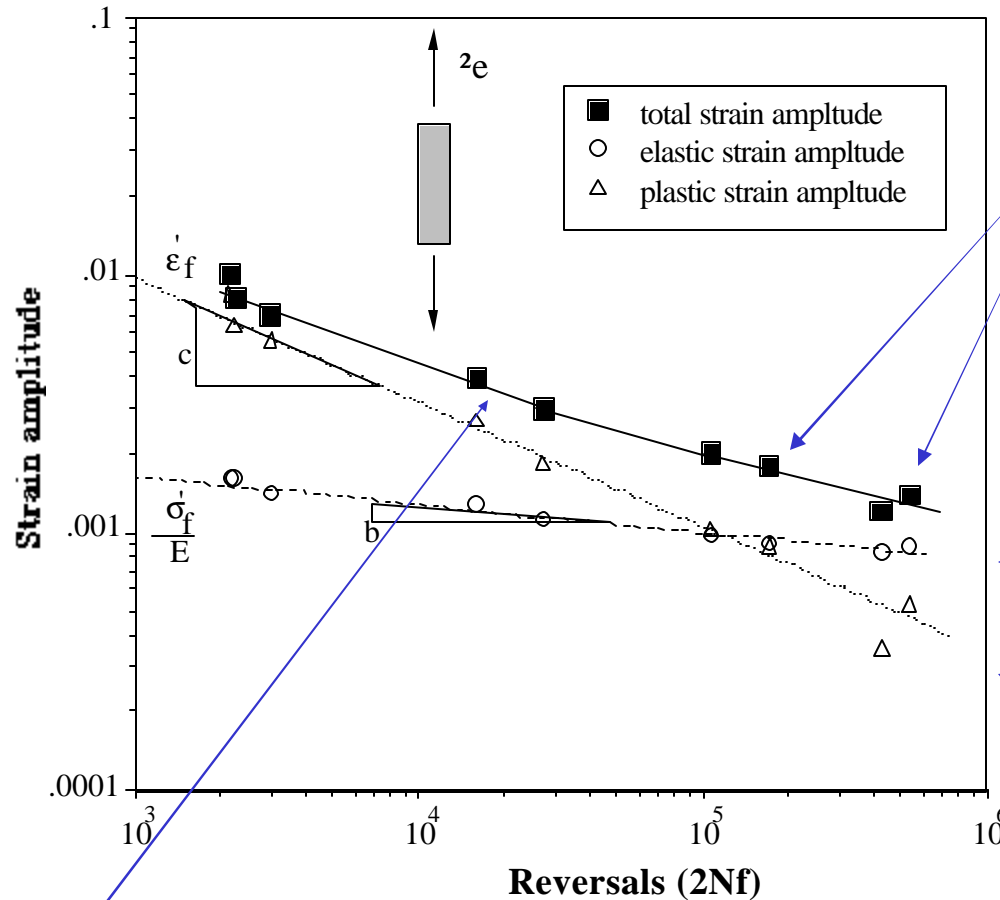 .1
²e
total strain ampltude
elastic strain ampltude
plastic strain ampltude
ε'f
.01
c
Strain amplitude
σ'f
E
.001
b
.0001
10³ 10⁴ 10⁵ 10⁶
Reversals (2Nf)